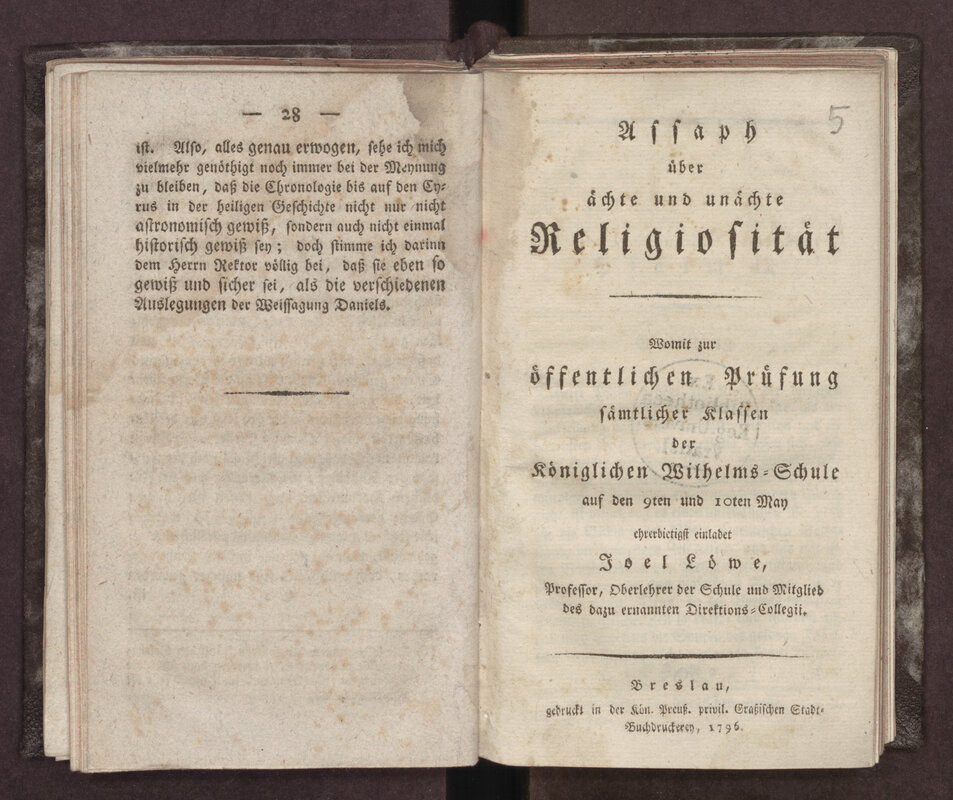 — 28 —
ist. Also, alles genau erwogen, sehe ich mich
vielmehr genöthigt noch immer bei der Meynung
zu bleiben, daß die Chronologie bis auf den Cy-
rus in der heiligen Geschichte nicht nur nicht
astronomisch gewiß, sondern auch nicht einmal
historisch gewiß sey; doch stimme ich darinn
dem Herrn Rektor völlig bei, daß sie eben so
gewiß und sicher sei, als die verschiedenen
Auslegungen der Weissagung Daniels.
5
Assaph
über
ächte und unächte
Religiosität
Womit zur
öffentlichen Prüfung
sämtlicher Klassen
der
Königlichen Wilhelms-Schule
auf den 9ten und 10ten May
ehrerbietigst einladet
Joel Löwe,
Professor, Oberlehrer der Schule und Mitglied
des dazu ernannten Direktions-Collegii.
Breslau,
gedruckt in der Kön. Preuß. privil. Graßischen Stadt-
Buchdruckerey, 1796.